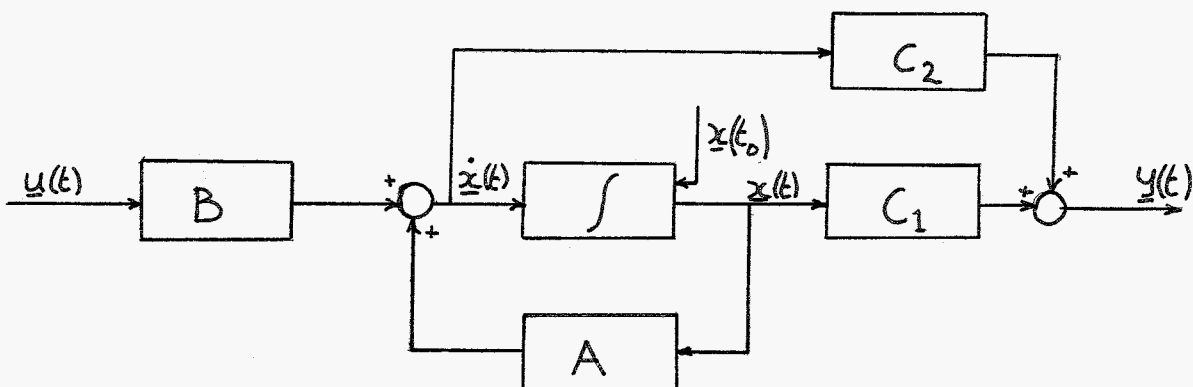 C₂
x(t₀)
u(t)
B
+
ẋ(t)
∫
x(t)
C₁
+
+
y(t)
+
A